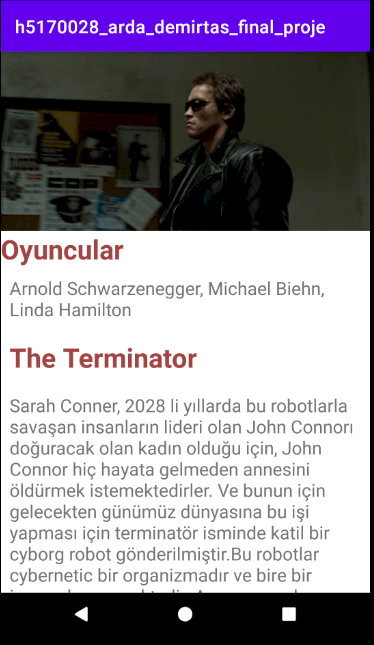 h5170028_arda_demirtas_final_proje
Oyuncular
Arnold Schwarzenegger, Michael Biehn,
Linda Hamilton
The Terminator
Sarah Conner, 2028 li yıllarda bu robotlarla
savaşan insanların lideri olan John Connorı
doğuracak olan kadın olduğu için, John
Connor hiç hayata gelmeden annesini
öldürmek istemektedirler. Ve bunun için
gelecekten günümüz dünyasına bu işi
yapması için terminatör isminde katil bir
cyborg robot gönderilmiştir.Bu robotlar
cybernetic bir organizmadır ve bire bir